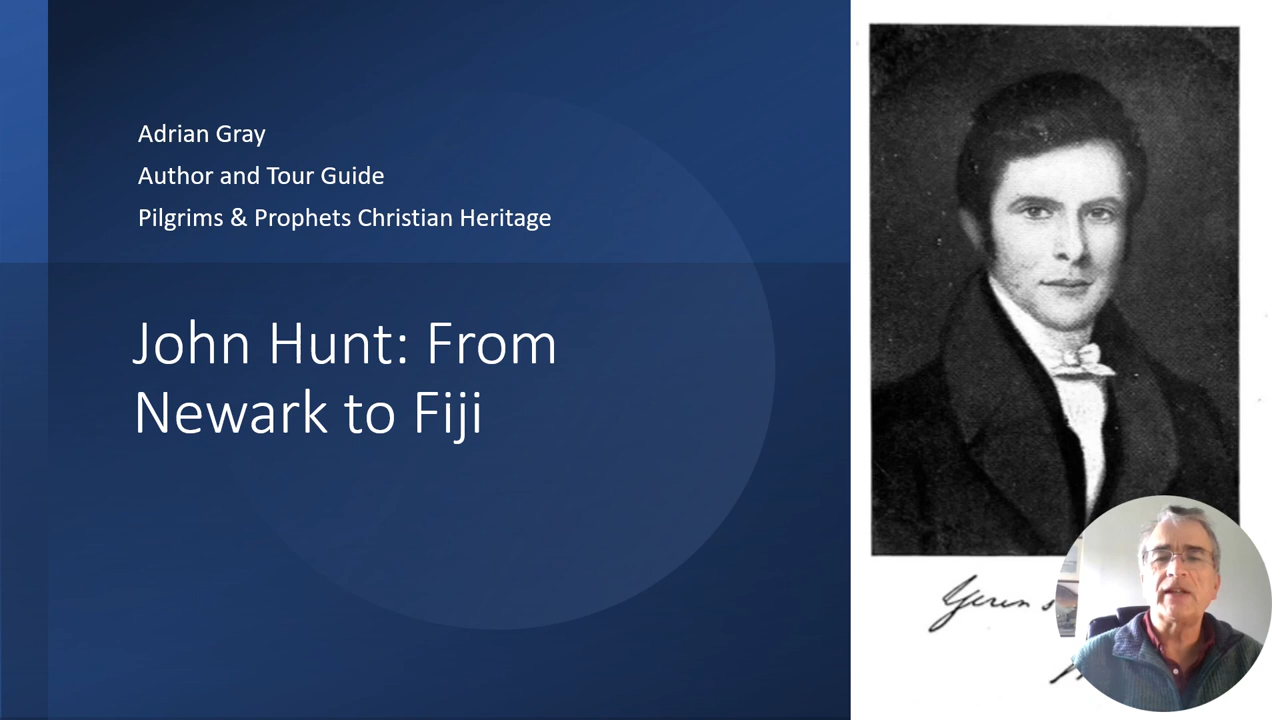 Adrian Gray
Author and Tour Guide
Pilgrims & Prophets Christian Heritage
John Hunt: From
Newark to Fiji